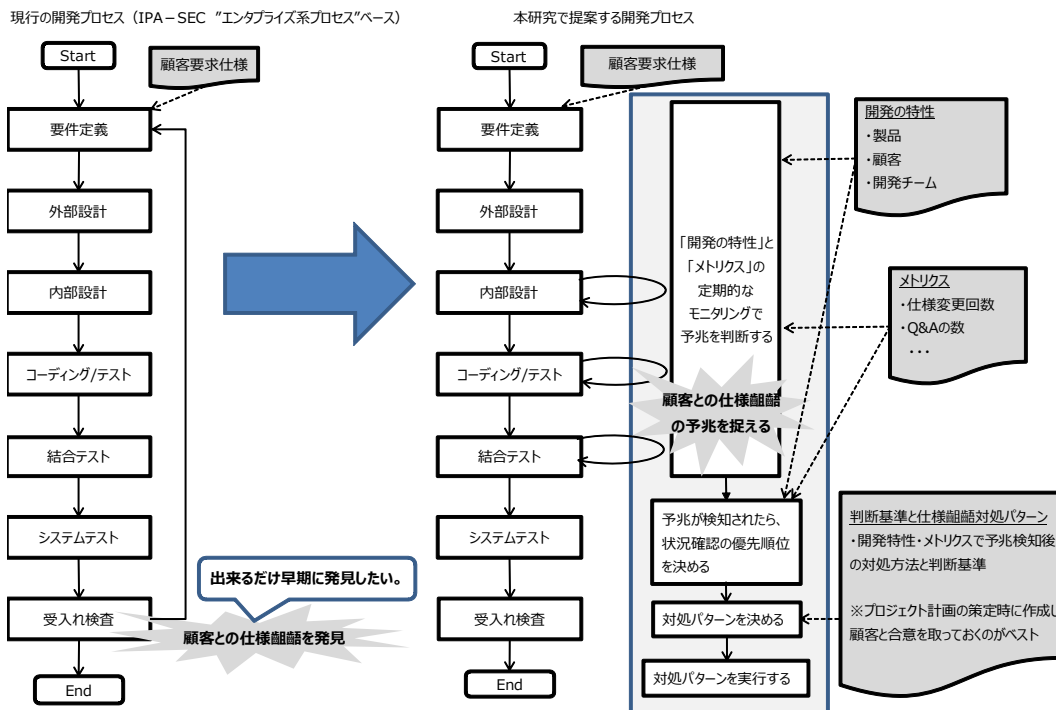 現行の開発プロセス（IPA－SEC “エンタプライズ系プロセス”ベース）
Start
顧客要求仕様
要件定義
外部設計
内部設計
コーディング/テスト
結合テスト
システムテスト
受入れ検査
End
出来るだけ早期に発見したい。
顧客との仕様齟齬を発見
本研究で提案する開発プロセス
Start
顧客要求仕様
要件定義
外部設計
内部設計
コーディング/テスト
結合テスト
システムテスト
受入れ検査
End
「開発の特性」と
「メトリクス」の
定期的な
モニタリングで
予兆を判断する
顧客との仕様齟齬
の予兆を捉える
予兆が検知されたら、
状況確認の優先順位
を決める
対処パターンを決める
対処パターンを実行する
開発の特性
・製品
・顧客
・開発チーム
メトリクス
・仕様変更回数
・Q&Aの数
・・・
判断基準と仕様齟齬対処パターン
・開発特性・メトリクスで予兆検知後
の対処方法と判断基準
※プロジェクト計画の策定時に作成し
顧客と合意を取っておくのがベスト